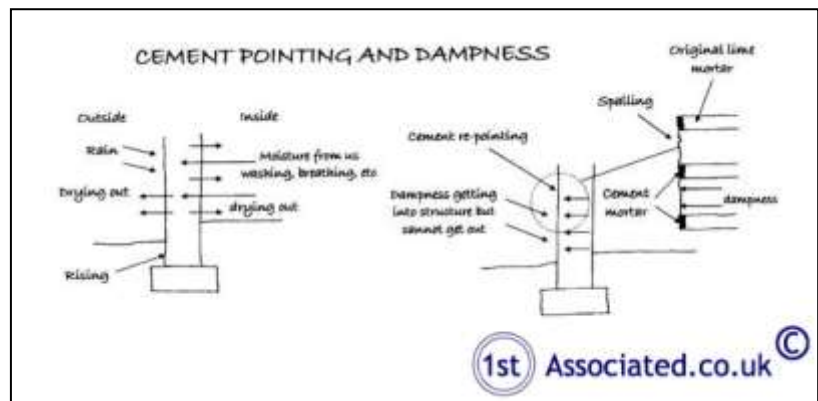 CEMENT POINTING AND DAMPNESS
Outside
Inside
Rain
Moisture from us
washing, breathing, etc
Drying out
drying out
Rising
Original lime
mortar
Spalling
Cement re-pointing
Dampness getting
into structure but
cannot get out
Cement
mortar
dampness
1st Associated.co.uk ©